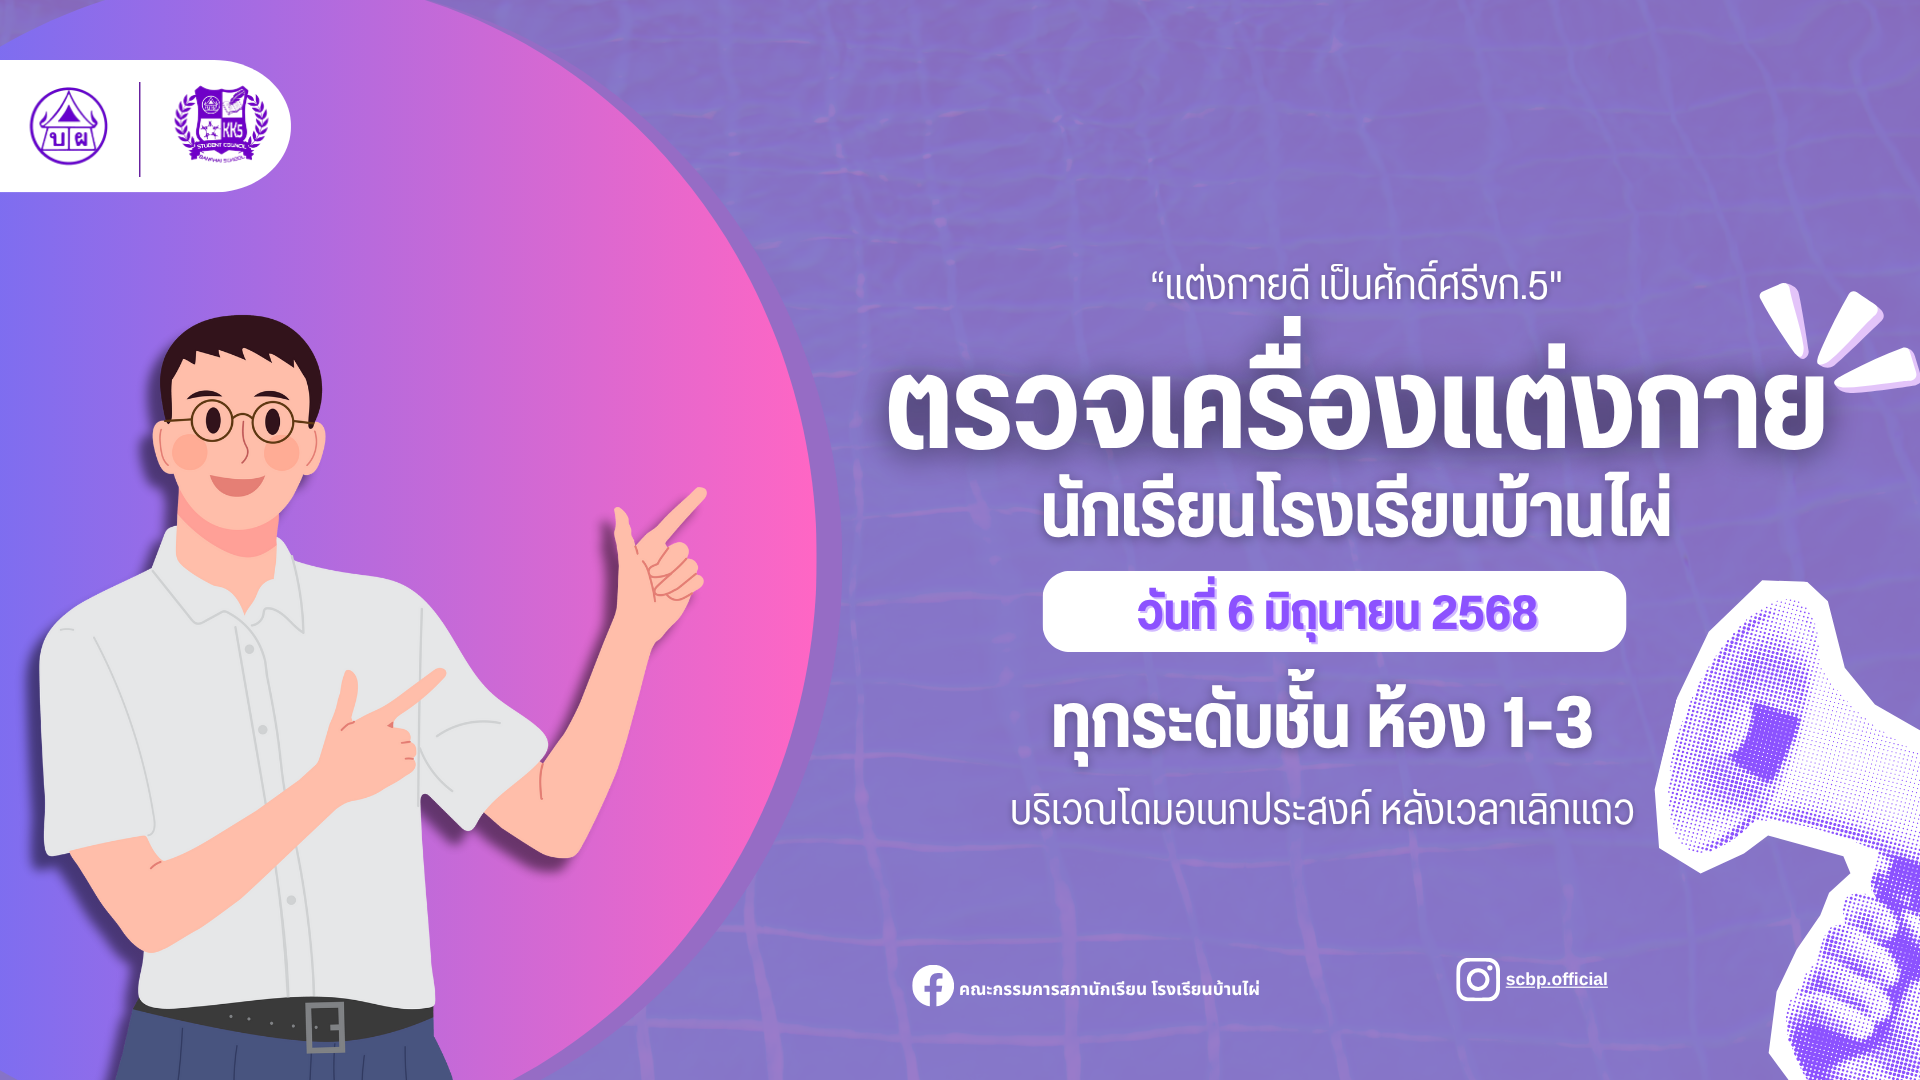 บ ผ
KK5
STUDENT COUNCIL
BANPHAI SCHOOL
“แต่งกายดี เป็นศักดิ์ศรีขก.5"
ตรวจเครื่องแต่งกาย
นักเรียนโรงเรียนบ้านไผ่
วันที่ 6 มิถุนายน 2568
ทุกระดับชั้น ห้อง 1-3
บริเวณโดมอเนกประสงค์ หลังเวลาเลิกแถว
คณะกรรมการสภานักเรียน โรงเรียนบ้านไผ่
scbp.official